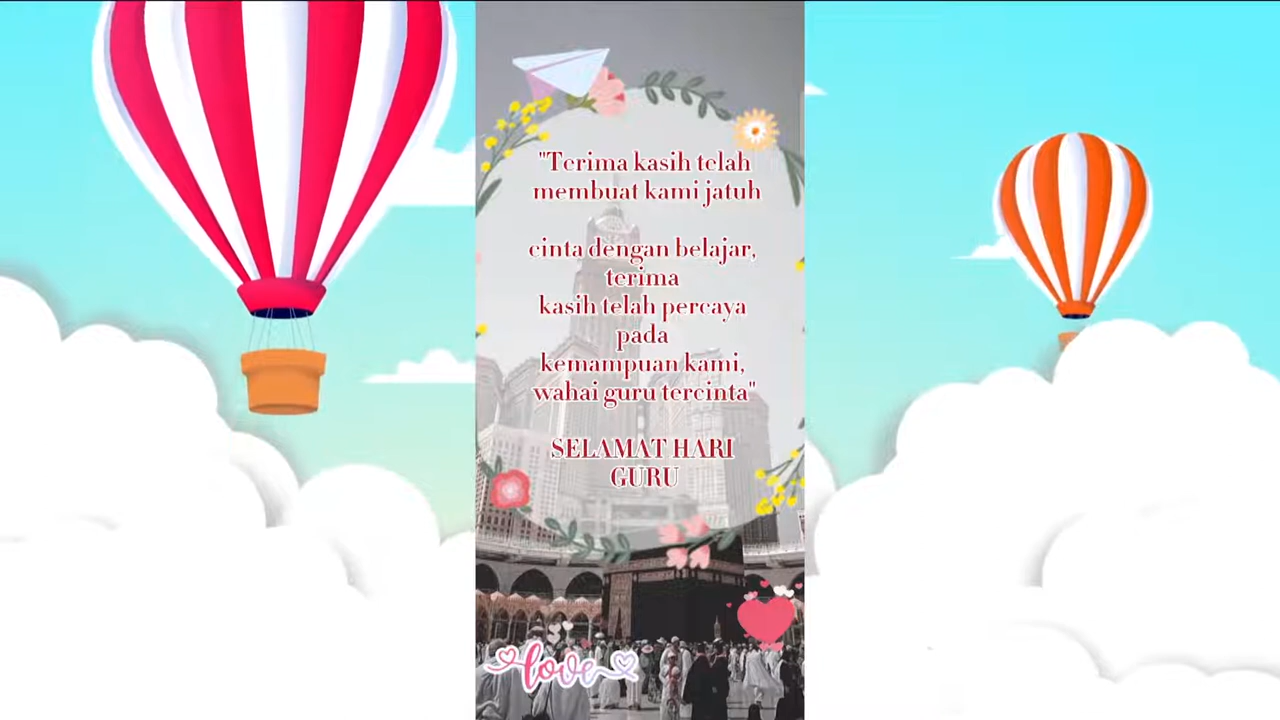 "Terima kasih telah
membuat kami jatuh
cinta dengan belajar,
terima
kasih telah percaya
pada
kemampuan kami,
wahai guru tercinta"
SELAMAT HARI
GURU
love